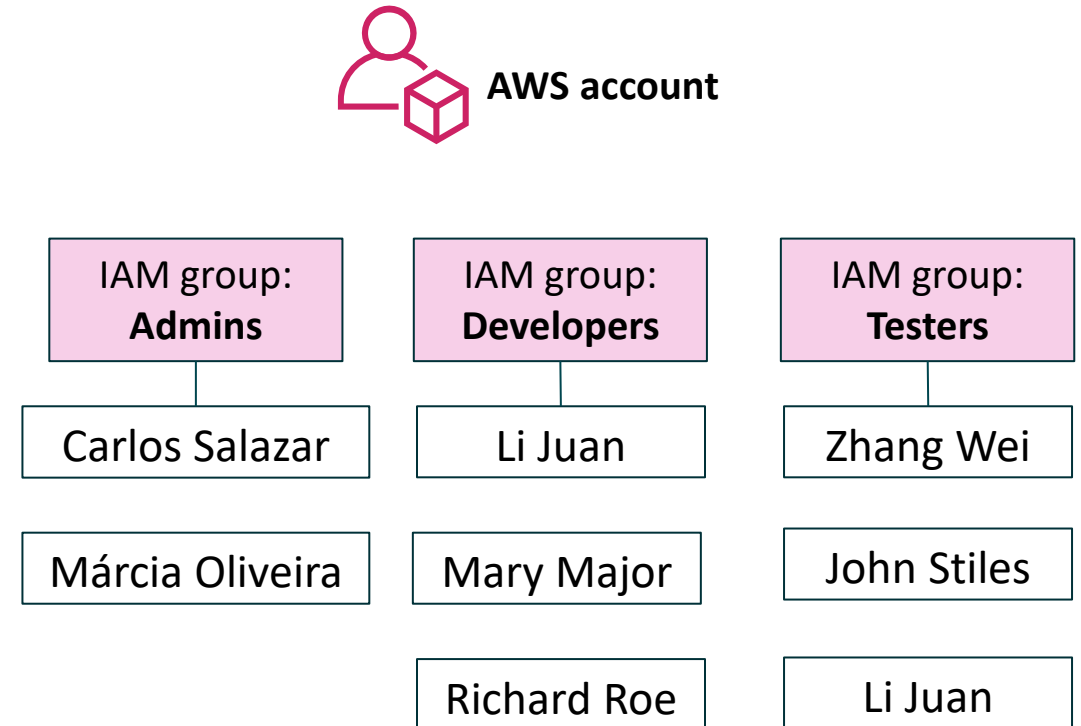 AWS account
IAM group:
Admins
Carlos Salazar
Márcia Oliveira
IAM group:
Developers
Li Juan
Mary Major
Richard Roe
IAM group:
Testers
Zhang Wei
John Stiles
Li Juan